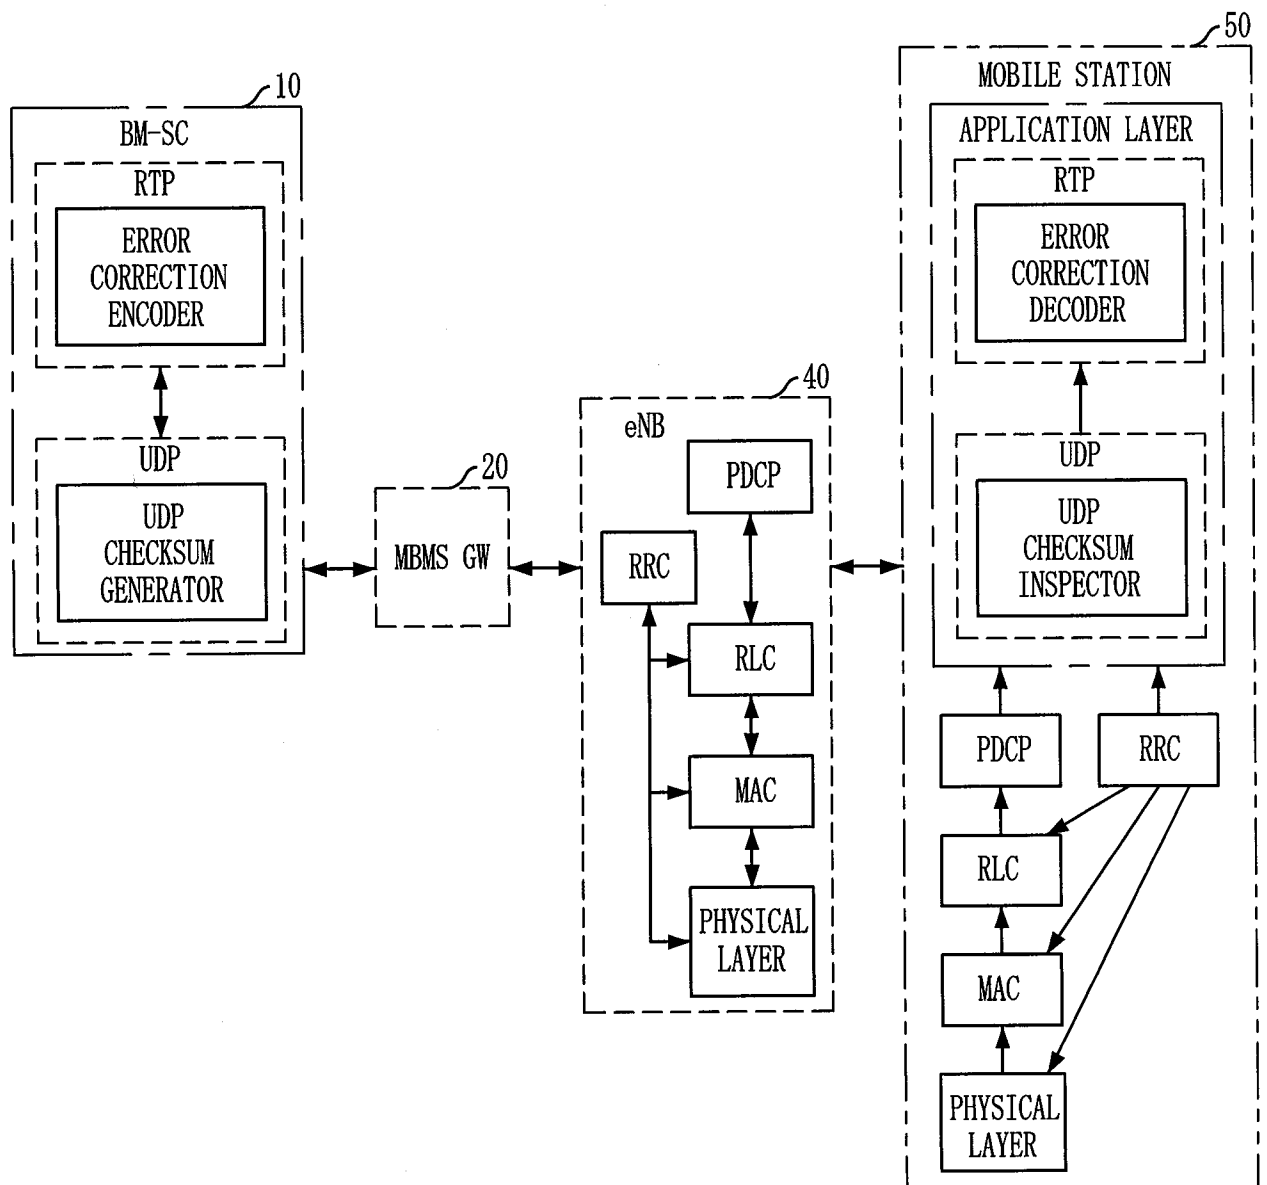 10
BM-SC
RTP
ERROR
CORRECTION
ENCODER
UDP
UDP
CHECKSUM
GENERATOR
20
MBMS GW
40
eNB
PDCP
RRC
RLC
MAC
PHYSICAL
LAYER
50
MOBILE STATION
APPLICATION LAYER
RTP
ERROR
CORRECTION
DECODER
UDP
UDP
CHECKSUM
INSPECTOR
PDCP
RRC
RLC
MAC
PHYSICAL
LAYER